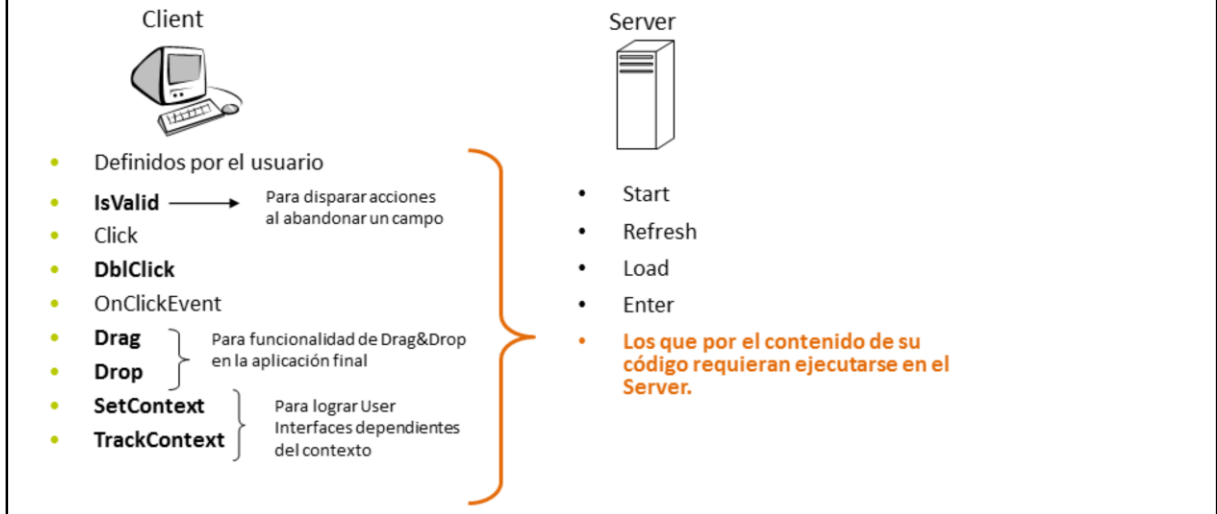 Client
Definidos por el usuario
IsValid
Para disparar acciones
al abandonar un campo
Click
DblClick
OnClickEvent
Drag
Drop
Para funcionalidad de Drag&Drop
en la aplicación final
SetContext
TrackContext
Para lograr User
Interfaces dependientes
del contexto
Server
Start
Refresh
Load
Enter
Los que por el contenido de su
código requieran ejecutarse en el
Server.